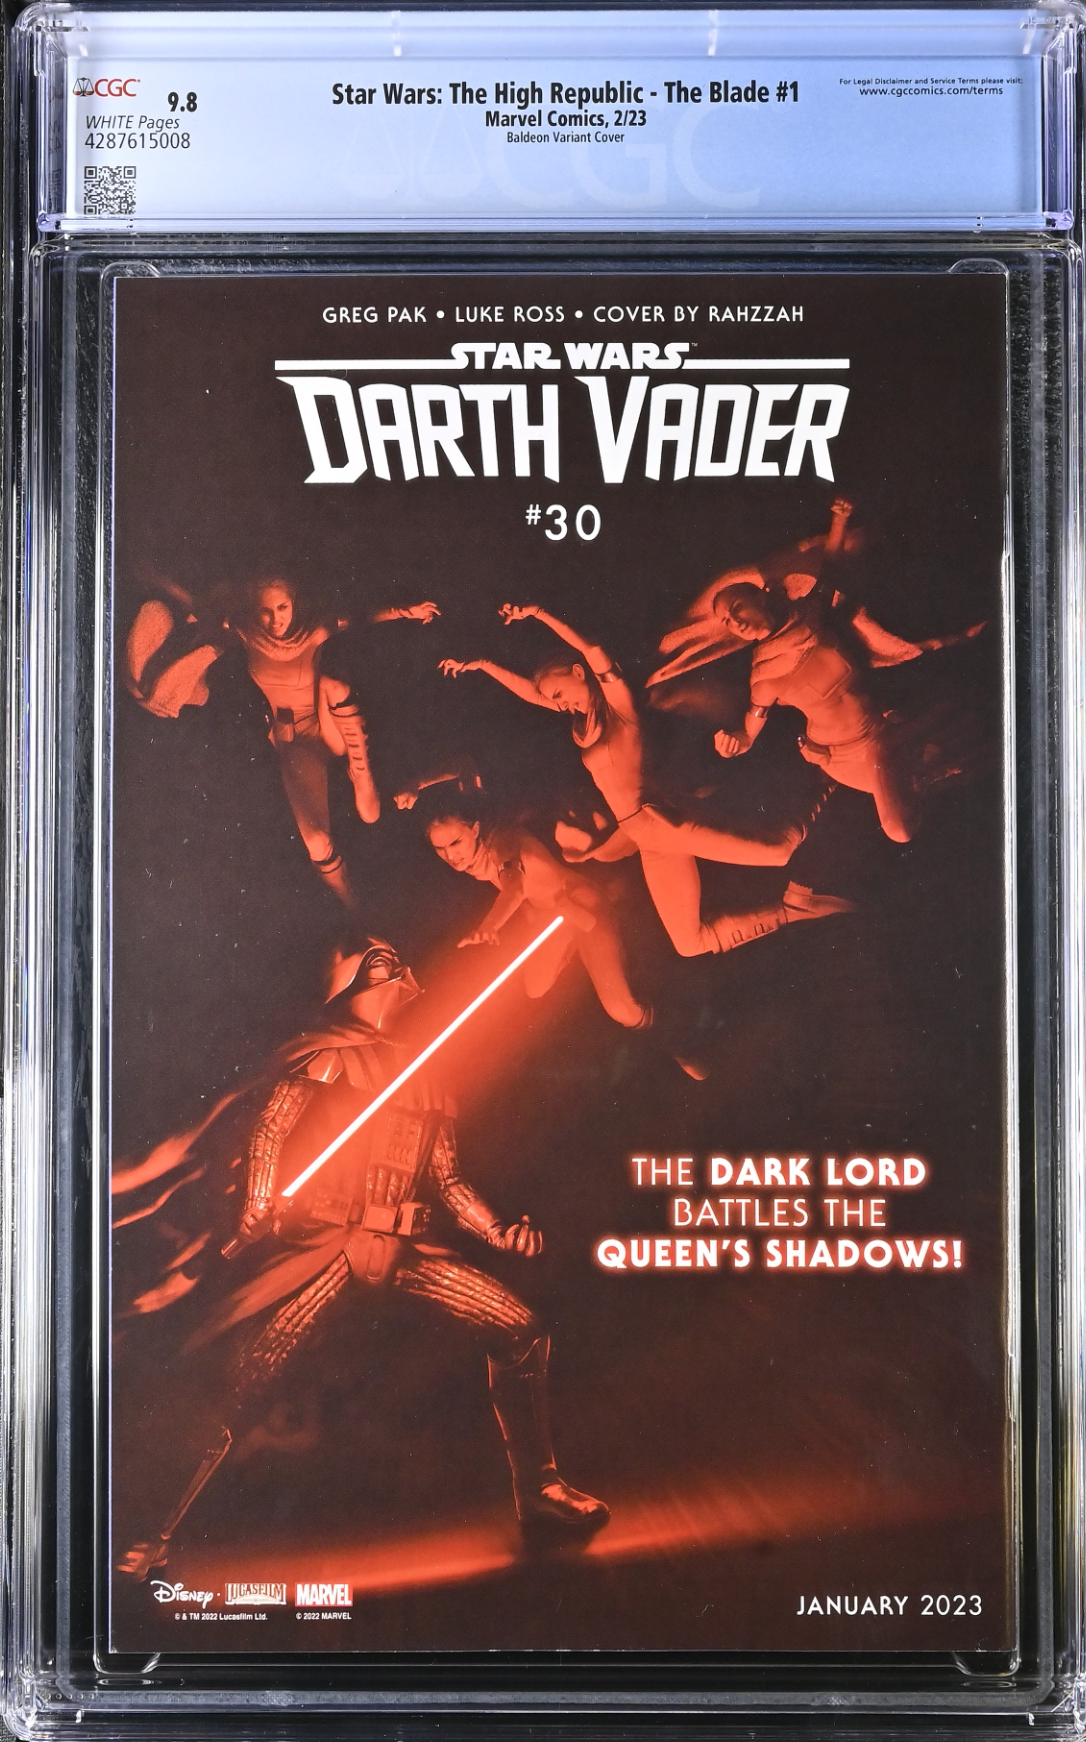 CGC
9.8
WHITE Pages
4287615008
Star Wars: The High Republic - The Blade #1
Marvel Comics, 2/23
Baldeon Variant Cover
For Legal Disclaimer and Service Terms please visit:
www.cgccomics.com/terms
CGC
GREG PAK • LUKE ROSS • COVER BY RAHZZAH
STAR WARS™
DARTH VADER
#30
THE DARK LORD
BATTLES THE
QUEEN'S SHADOWS!
Disney • LUCASFILM MARVEL
© & TM 2022 Lucasfilm Ltd. © 2022 MARVEL
JANUARY 2023